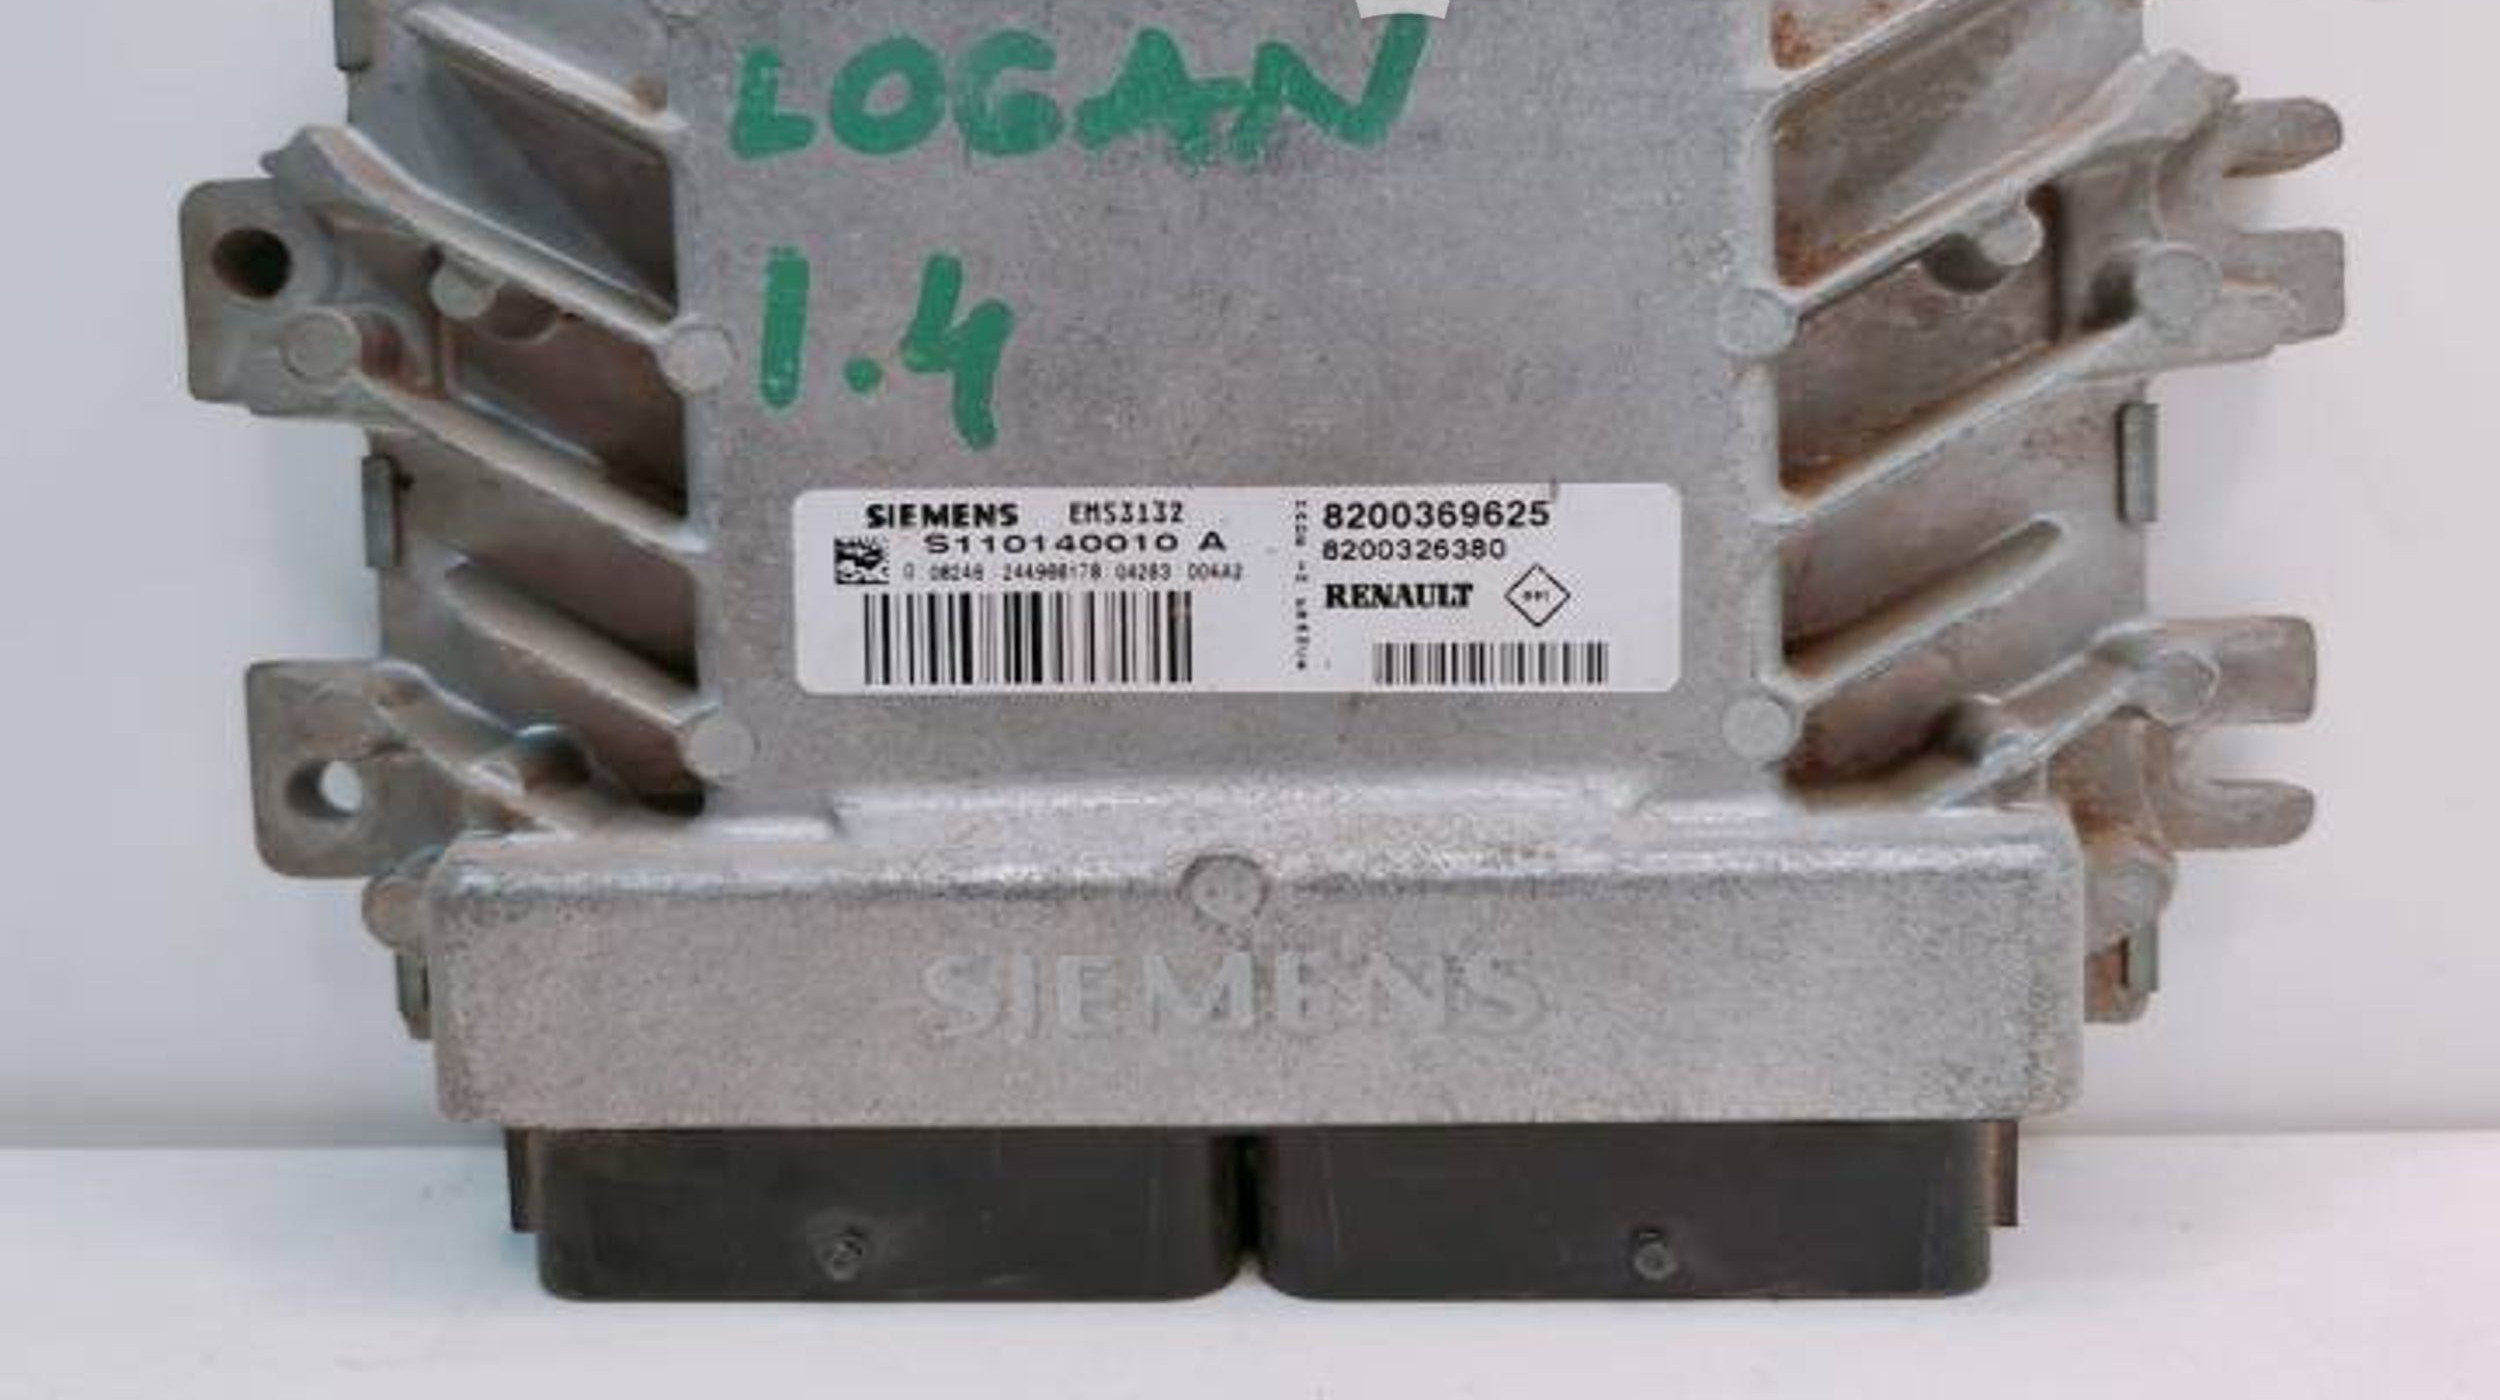 LOGAN
1.4
SIEMENS EMS3132
S110140010 A
8200369625
8200326380
RENAULT
SIEMENS